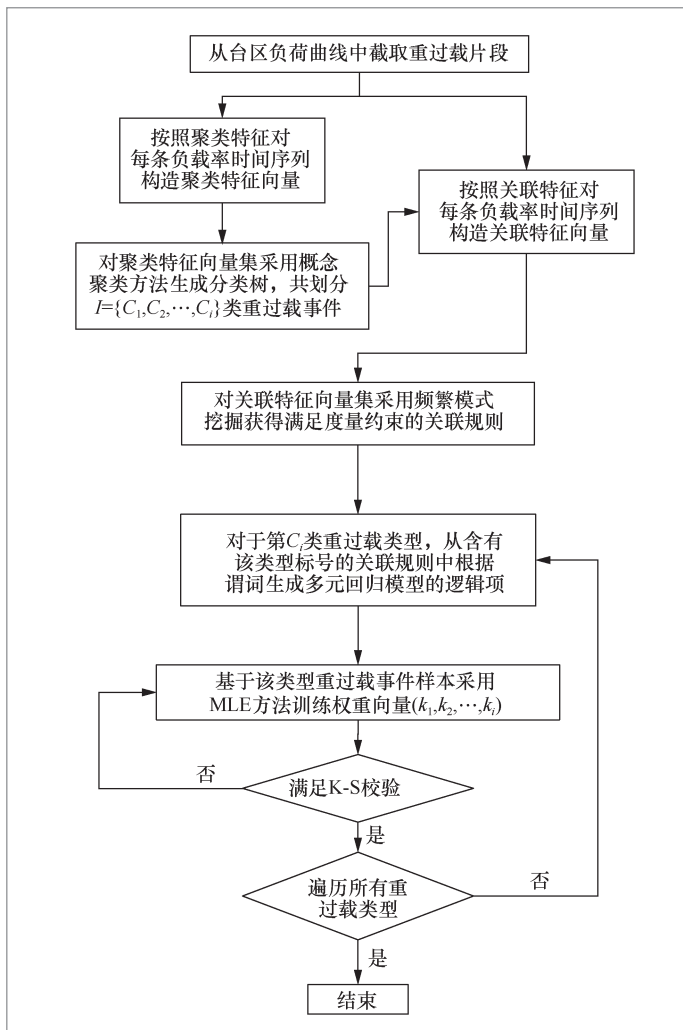 从台区负荷曲线中截取重过载片段
按照聚类特征对
每条负载率时间序列
构造聚类特征向量
按照关联特征对
每条负载率时间序列
构造关联特征向量
对聚类特征向量集采用概念
聚类方法生成分类树，共划分
I={C₁,C₂,⋯,Cᵢ}类重过载事件
对关联特征向量集采用频繁模式
挖掘获得满足度量约束的关联规则
对于第Cᵢ类重过载类型，从含有
该类型标号的关联规则中根据
谓词生成多元回归模型的逻辑项
基于该类型重过载事件样本采用
MLE方法训练权重向量(k₁,k₂,⋯,kᵢ)
否
满足K-S校验
是
遍历所有重
过载类型
否
是
结束